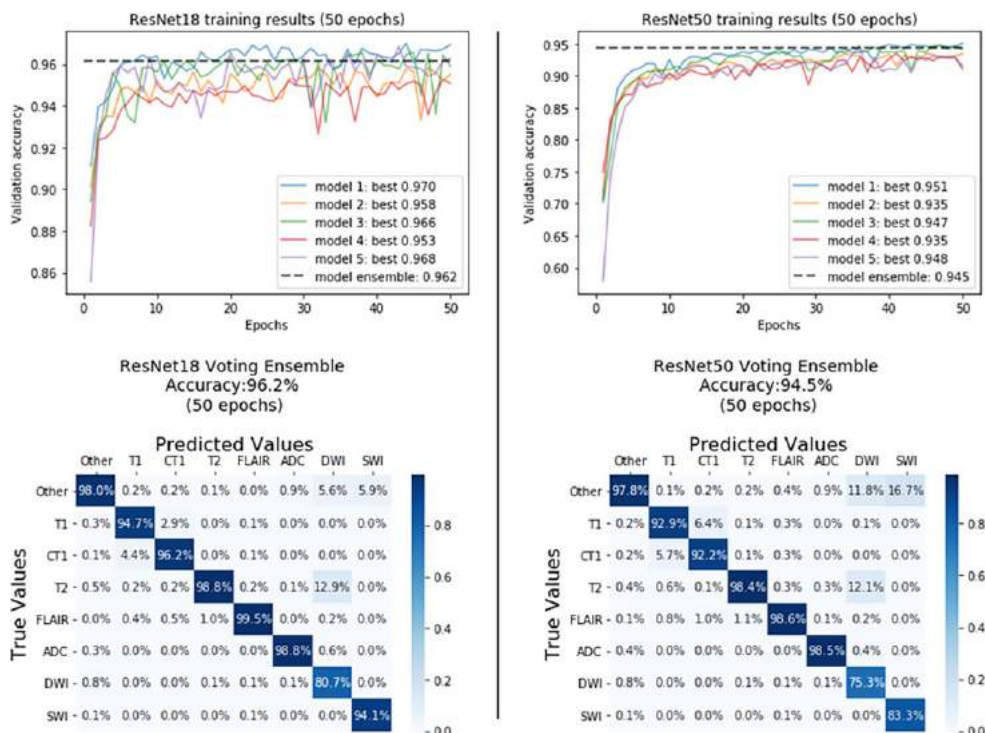 ResNet18 training results (50 epochs)
0.96
0.94
0.92
0.90
0.88
0.86
Validation accuracy
model 1: best 0.970
model 2: best 0.958
model 3: best 0.966
model 4: best 0.953
model 5: best 0.968
model ensemble: 0.962
0 10 20 30 40 50
Epochs
ResNet18 Voting Ensemble
Accuracy:96.2%
(50 epochs)
Predicted Values
Other T1 CT1 T2 FLAIR ADC DWI SWI
True Values
Other 98.0% 0.2% 0.2% 0.1% 0.0% 0.9% 5.6% 5.9%
T1 0.3% 94.7% 2.9% 0.0% 0.1% 0.0% 0.0% 0.0%
CT1 0.1% 4.4% 96.2% 0.0% 0.1% 0.0% 0.0% 0.0%
T2 0.5% 0.2% 0.2% 98.8% 0.2% 0.1% 12.9% 0.0%
FLAIR 0.0% 0.4% 0.5% 1.0% 99.5% 0.0% 0.2% 0.0%
ADC 0.3% 0.0% 0.0% 0.0% 0.0% 98.8% 0.6% 0.0%
DWI 0.8% 0.0% 0.0% 0.1% 0.1% 0.1% 80.7% 0.0%
SWI 0.1% 0.0% 0.0% 0.0% 0.1% 0.0% 0.0% 94.1%
0.8
0.6
0.4
0.2
0.0
ResNet50 training results (50 epochs)
0.95
0.90
0.85
0.80
0.75
0.70
0.65
0.60
Validation accuracy
model 1: best 0.951
model 2: best 0.935
model 3: best 0.947
model 4: best 0.935
model 5: best 0.948
model ensemble: 0.945
0 10 20 30 40 50
Epochs
ResNet50 Voting Ensemble
Accuracy:94.5%
(50 epochs)
Predicted Values
Other T1 CT1 T2 FLAIR ADC DWI SWI
True Values
Other 97.8% 0.1% 0.2% 0.2% 0.4% 0.9% 11.8% 16.7%
T1 0.2% 92.9% 6.4% 0.1% 0.3% 0.0% 0.1% 0.0%
CT1 0.2% 5.7% 92.2% 0.1% 0.3% 0.0% 0.0% 0.0%
T2 0.4% 0.6% 0.1% 98.4% 0.3% 0.3% 12.1% 0.0%
FLAIR 0.1% 0.8% 1.0% 1.1% 98.6% 0.1% 0.2% 0.0%
ADC 0.4% 0.0% 0.0% 0.0% 0.0% 98.5% 0.4% 0.0%
DWI 0.8% 0.0% 0.0% 0.1% 0.1% 0.1% 75.3% 0.0%
SWI 0.1% 0.0% 0.0% 0.0% 0.1% 0.0% 0.0% 83.3%
0.8
0.6
0.4
0.2
0.0